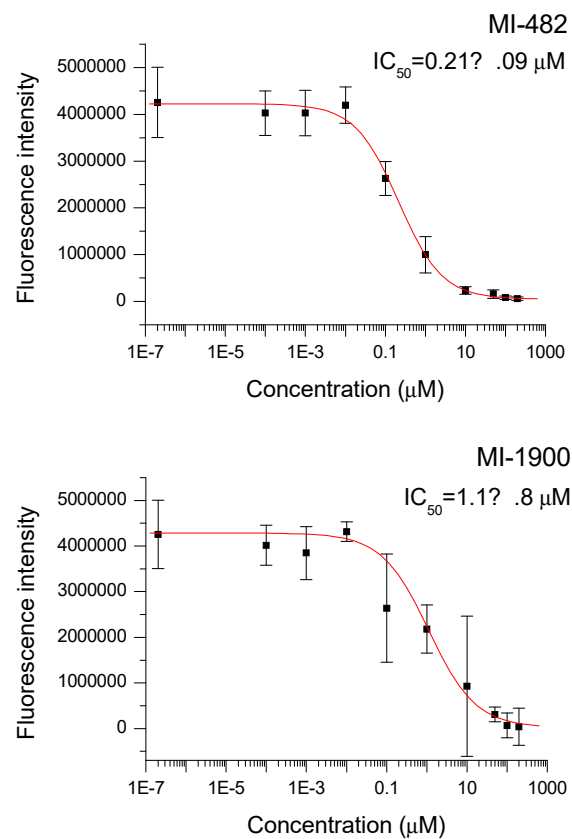 MI-482
IC50=0.21? .09 μM
5000000
4000000
3000000
2000000
1000000
0
Fluorescence intensity
1E-7 1E-5 1E-3 0.1 10 1000
Concentration (μM)
MI-1900
IC50=1.1? .8 μM
5000000
4000000
3000000
2000000
1000000
0
Fluorescence intensity
1E-7 1E-5 1E-3 0.1 10 1000
Concentration (μM)